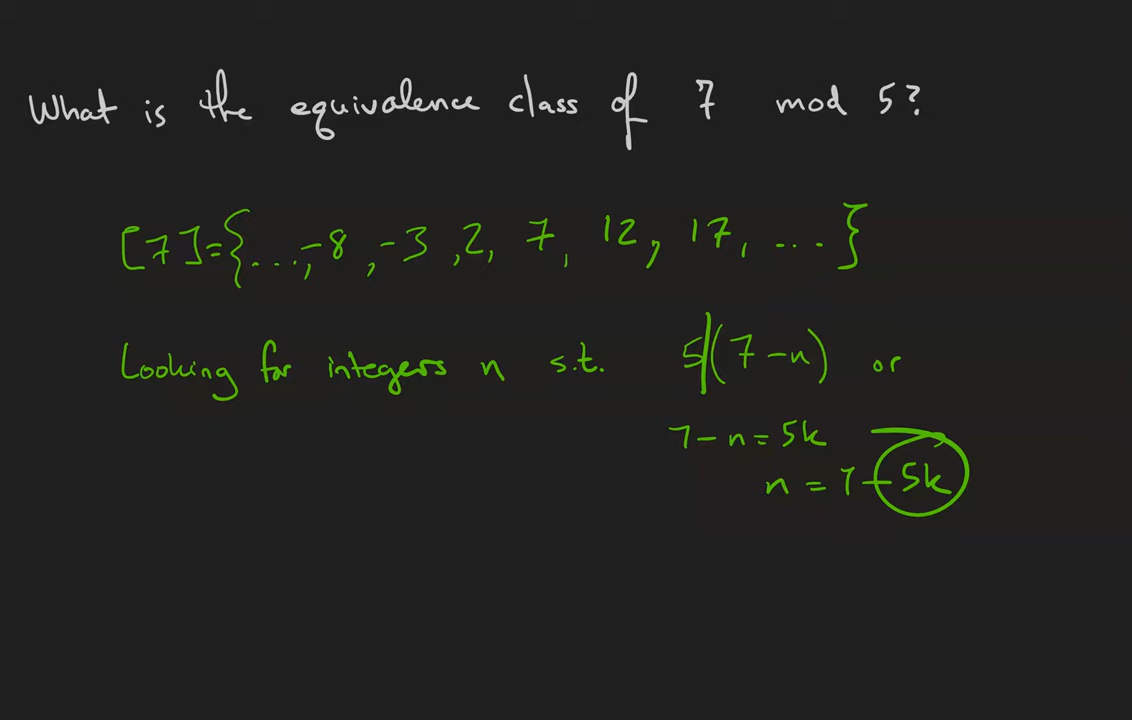 What is the equivalence class of 7 mod 5?
[7]={...,-8,-3,2,7,12,17,...}
Looking for integers n s.t. 5|(7-n) or
7-n=5k
n=7-5k